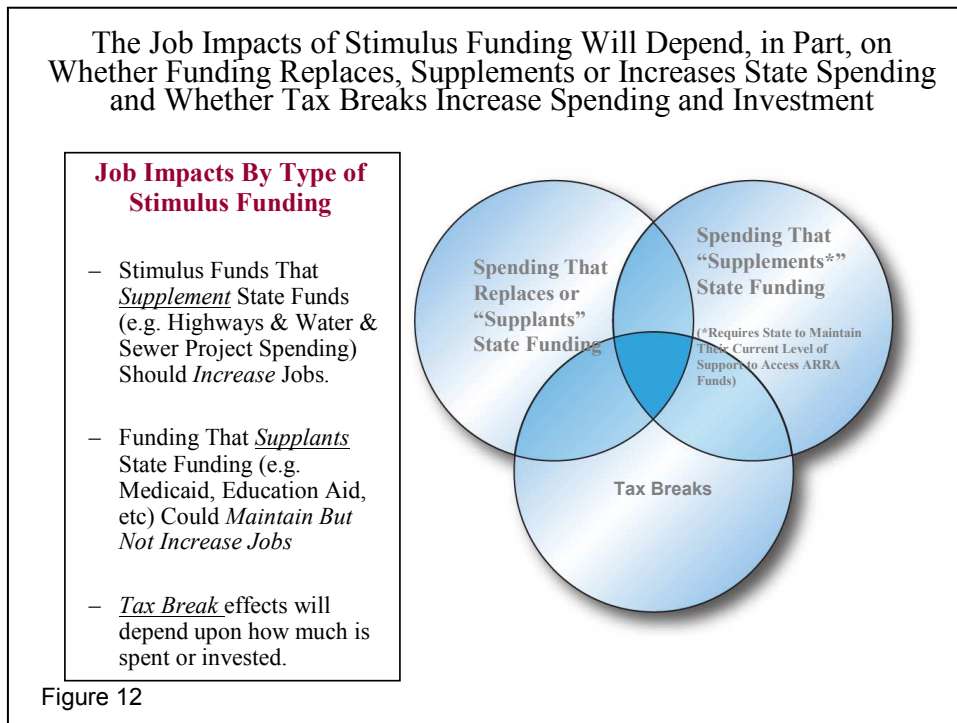 The Job Impacts of Stimulus Funding Will Depend, in Part, on
Whether Funding Replaces, Supplements or Increases State Spending
and Whether Tax Breaks Increase Spending and Investment
Job Impacts By Type of
Stimulus Funding
– Stimulus Funds That
Supplement State Funds
(e.g. Highways & Water &
Sewer Project Spending)
Should Increase Jobs.
– Funding That Supplants
State Funding (e.g.
Medicaid, Education Aid,
etc) Could Maintain But
Not Increase Jobs
– Tax Break effects will
depend upon how much is
spent or invested.
Spending That
Replaces or
“Supplants”
State Funding
Spending That
“Supplements*”
State Funding
(*Requires State to Maintain
Their Current Level of
Support to Access ARRA
Funds)
Tax Breaks
Figure 12